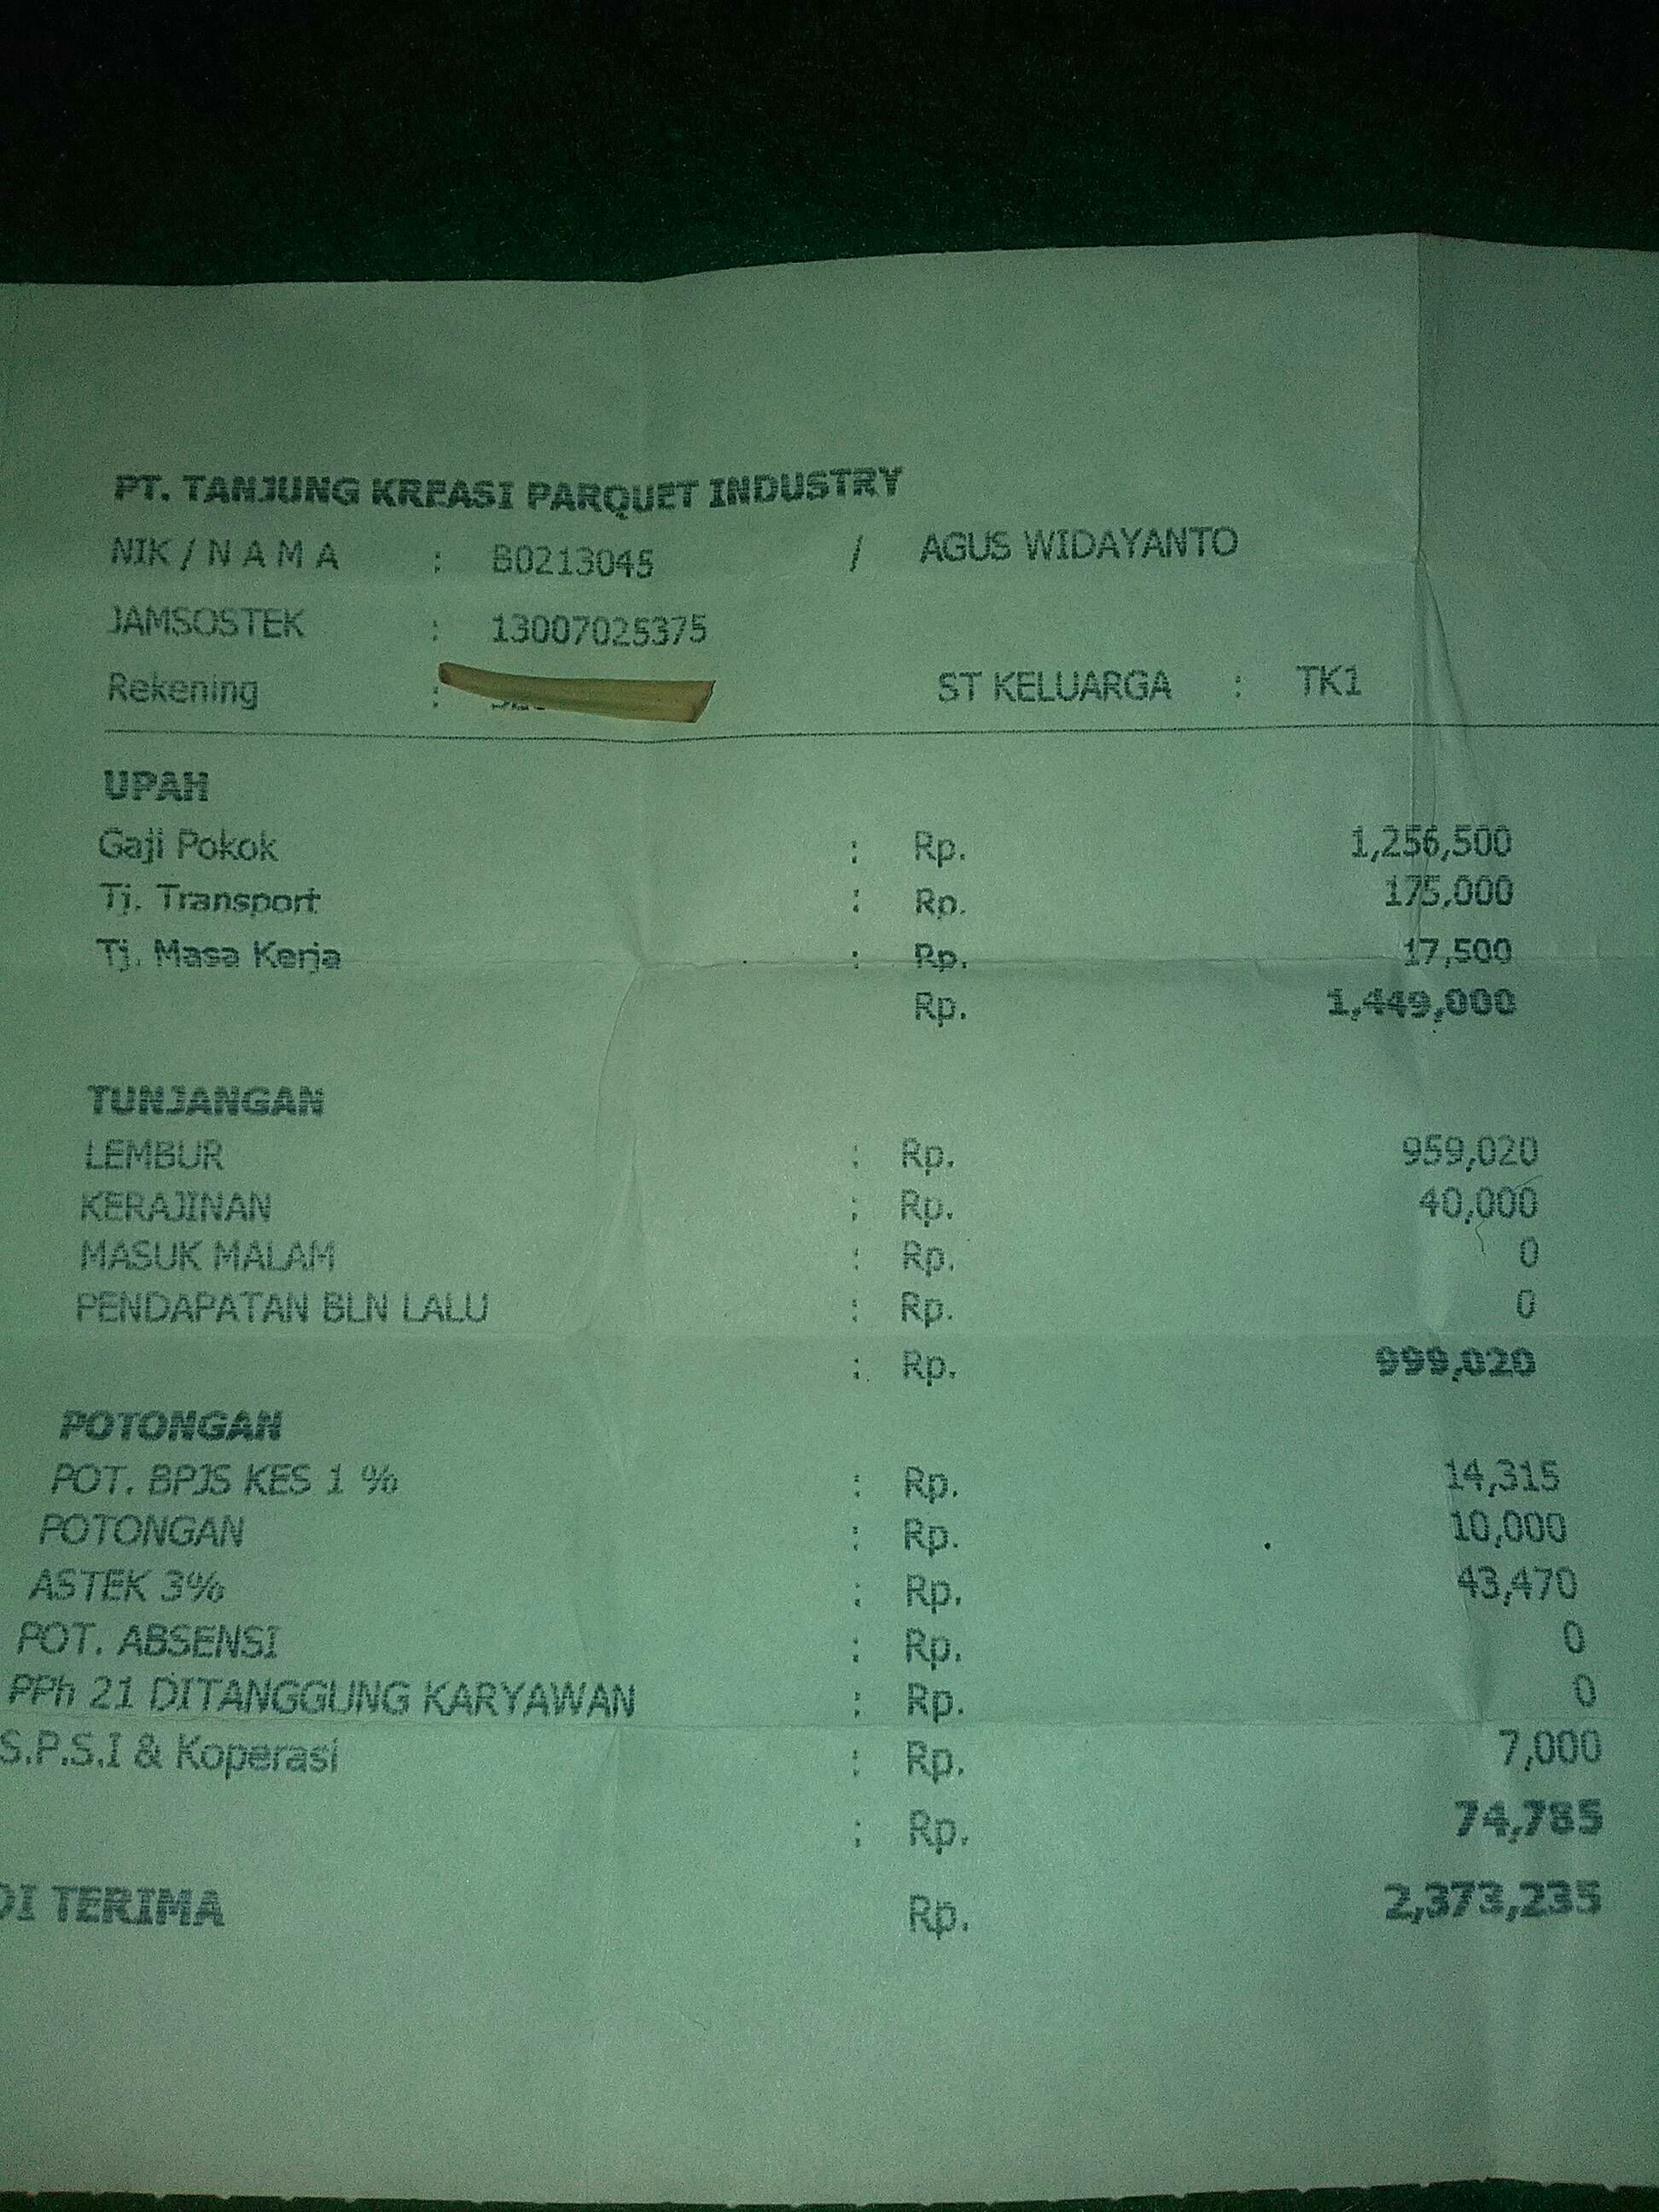 PT. TANJUNG KREASI PARQUET INDUSTRY
NIK / N A M A : B0213045 / AGUS WIDAYANTO
JAMSOSTEK : 13007025375
Rekening : ST KELUARGA : TK1
UPAH
Gaji Pokok : Rp. 1,256,500
Tj. Transport : Rp. 175,000
Tj. Masa Kerja : Rp. 17,500
Rp. 1,449,000
TUNJANGAN
LEMBUR : Rp. 959,020
KERAJINAN : Rp. 40,000
MASUK MALAM : Rp. 0
PENDAPATAN BLN LALU : Rp. 0
: Rp. 999,020
POTONGAN
POT. BPJS KES 1 % : Rp. 14,315
POTONGAN : Rp. 10,000
ASTEK 3% : Rp. 43,470
POT. ABSENSI : Rp. 0
PPh 21 DITANGGUNG KARYAWAN : Rp. 0
S.P.S.I & Koperasi : Rp. 7,000
: Rp. 74,785
DI TERIMA Rp. 2,373,235